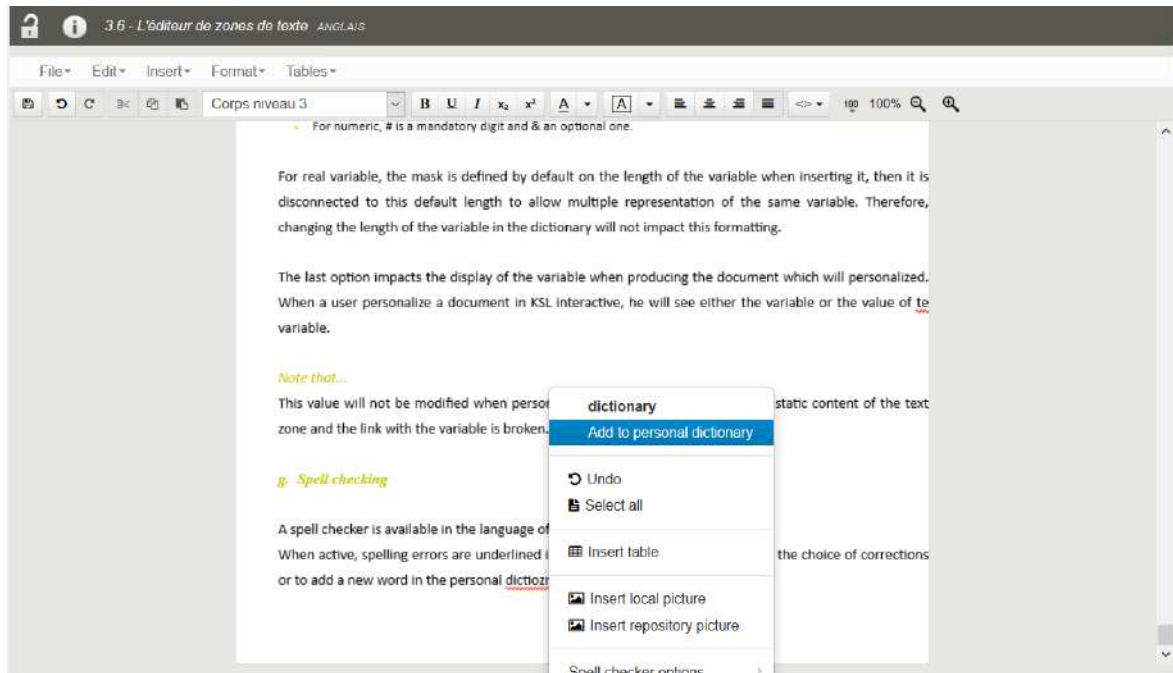 3.6 - L'éditeur de zones de texte ANGLAIS
File Edit Insert Format Tables
Corps niveau 3 B U I x₂ x² A A 100 100%
For numeric, # is a mandatory digit and & an optional one.
For real variable, the mask is defined by default on the length of the variable when inserting it, then it is
disconnected to this default length to allow multiple representation of the same variable. Therefore,
changing the length of the variable in the dictionary will not impact this formatting.
The last option impacts the display of the variable when producing the document which will personalized.
When a user personalize a document in KSL interactive, he will see either the variable or the value of te
variable.
Note that...
This value will not be modified when perso
static content of the text
zone and the link with the variable is broken.
g. Spell checking
A spell checker is available in the language of
When active, spelling errors are underlined i
the choice of corrections
or to add a new word in the personal dictioz
dictionary
Add to personal dictionary
Undo
Select all
Insert table
Insert local picture
Insert repository picture
Spell checker options